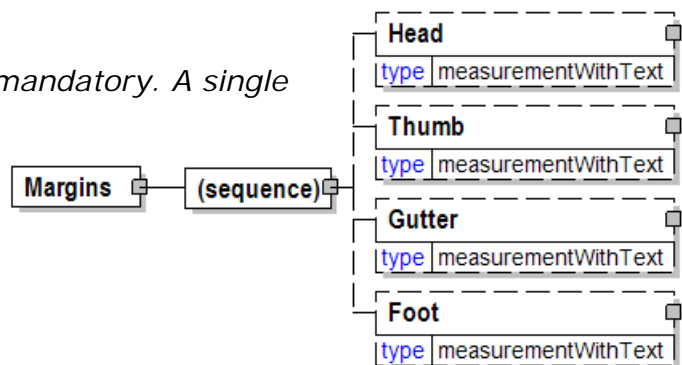 Head
type measurementWithText
mandatory. A single
Thumb
type measurementWithText
Margins (sequence)
Gutter
type measurementWithText
Foot
type measurementWithText